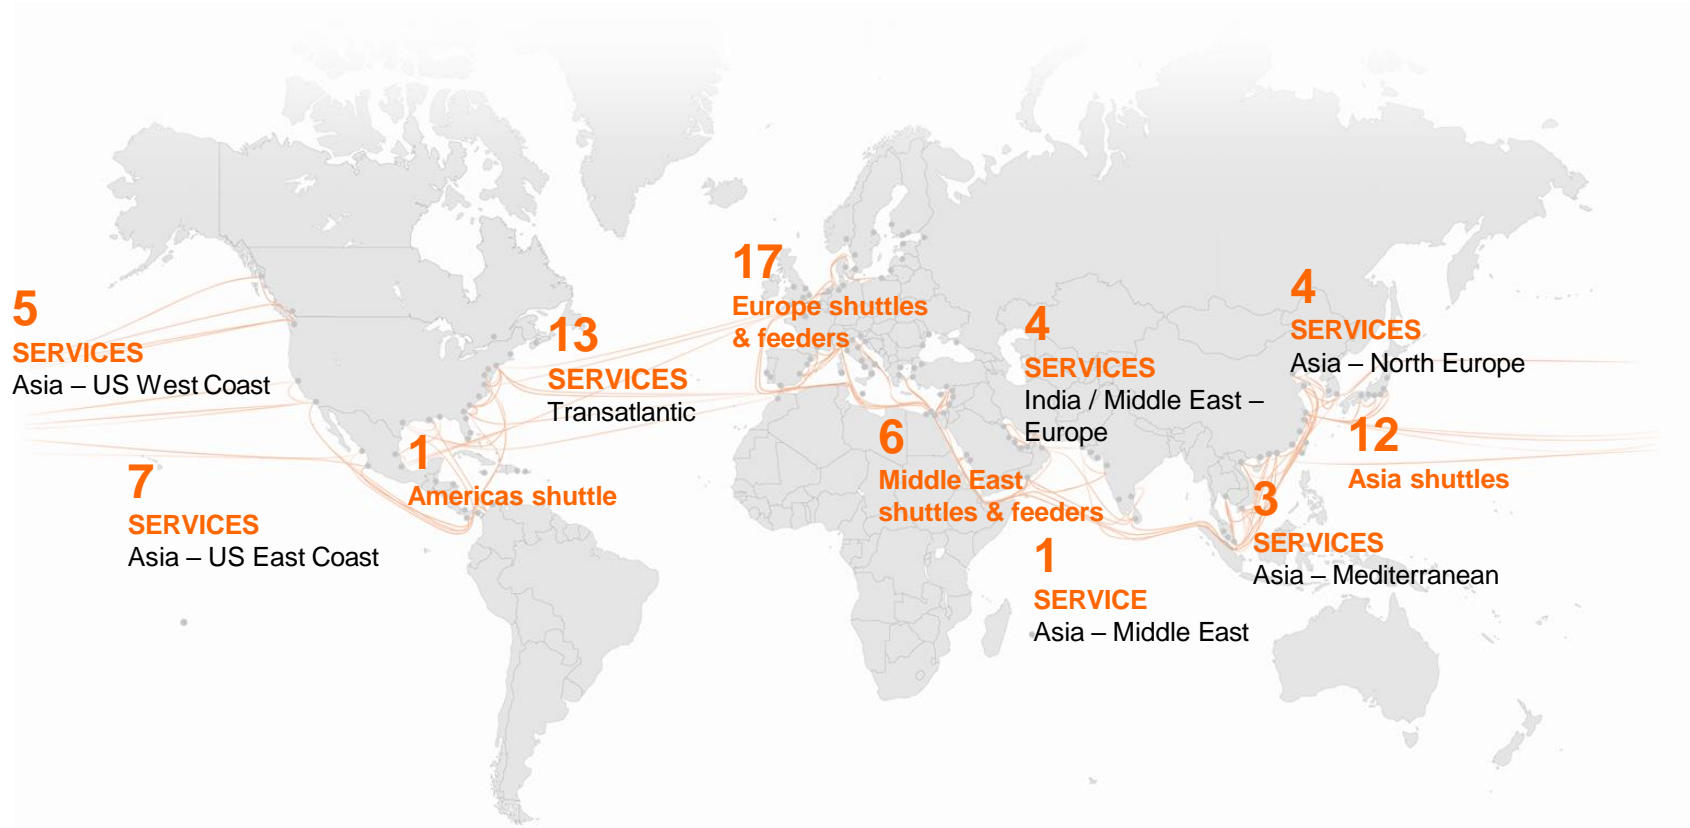 5
SERVICES
Asia – US West Coast
7
SERVICES
Asia – US East Coast
1
Americas shuttle
13
SERVICES
Transatlantic
17
Europe shuttles
& feeders
6
Middle East
shuttles & feeders
4
SERVICES
India / Middle East –
Europe
1
SERVICE
Asia – Middle East
4
SERVICES
Asia – North Europe
12
Asia shuttles
3
SERVICES
Asia – Mediterranean